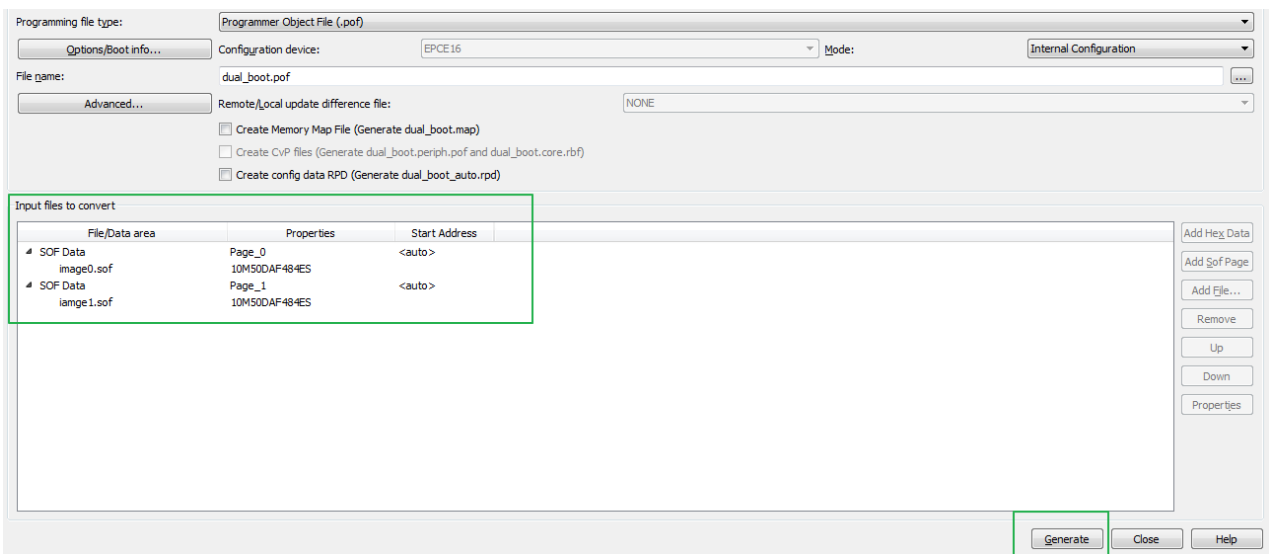 Programming file type: Programmer Object File (.pof)
Options/Boot info... Configuration device: EPCE16 Mode: Internal Configuration
File name: dual_boot.pof ...
Advanced... Remote/Local update difference file: NONE
Create Memory Map File (Generate dual_boot.map)
Create CvP files (Generate dual_boot.periph.pof and dual_boot.core.rbf)
Create config data RPD (Generate dual_boot_auto.rpd)
Input files to convert
File/Data area Properties Start Address
SOF Data Page_0 <auto>
image0.sof 10M50DAF484ES
SOF Data Page_1 <auto>
iamge1.sof 10M50DAF484ES
Add Hex Data
Add Sof Page
Add File...
Remove
Up
Down
Properties
Generate Close Help